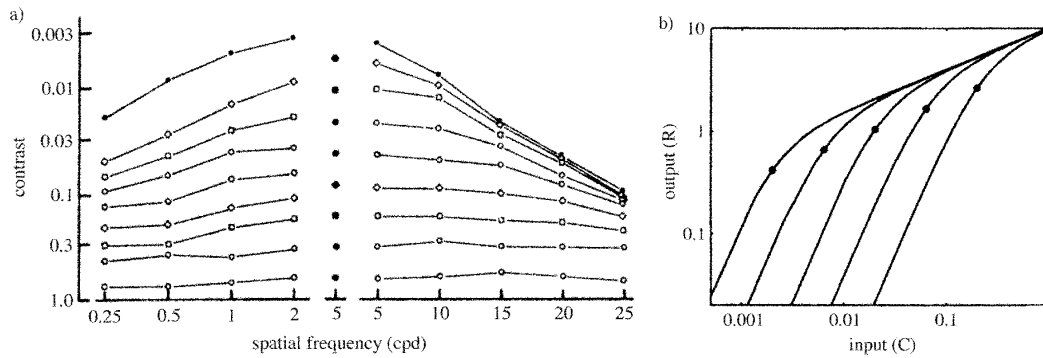 a)
contrast
0.003
0.01
0.03
0.1
0.3
1.0
0.25 0.5 1 2 5 5 10 15 20 25
spatial frequency (cpd)
b)
output (R)
10
1
0.1
0.001 0.01 0.1
input (C)